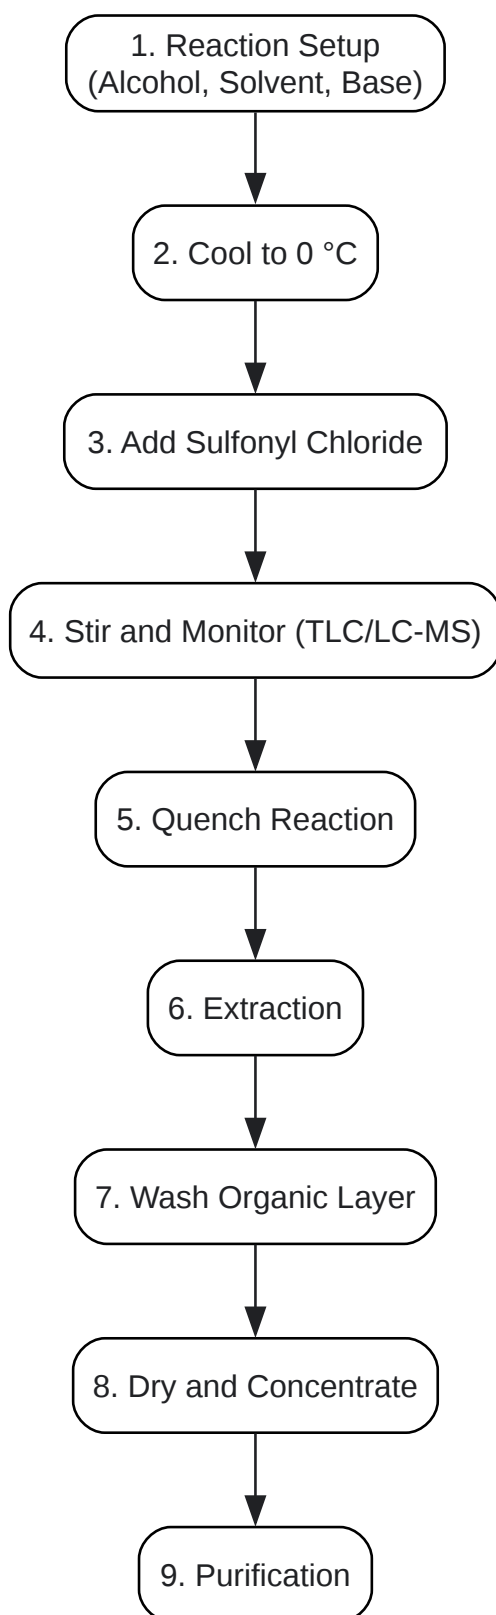 1. Reaction Setup
(Alcohol, Solvent, Base)
2. Cool to 0 °C
3. Add Sulfonyl Chloride
4. Stir and Monitor (TLC/LC-MS)
5. Quench Reaction
6. Extraction
7. Wash Organic Layer
8. Dry and Concentrate
9. Purification